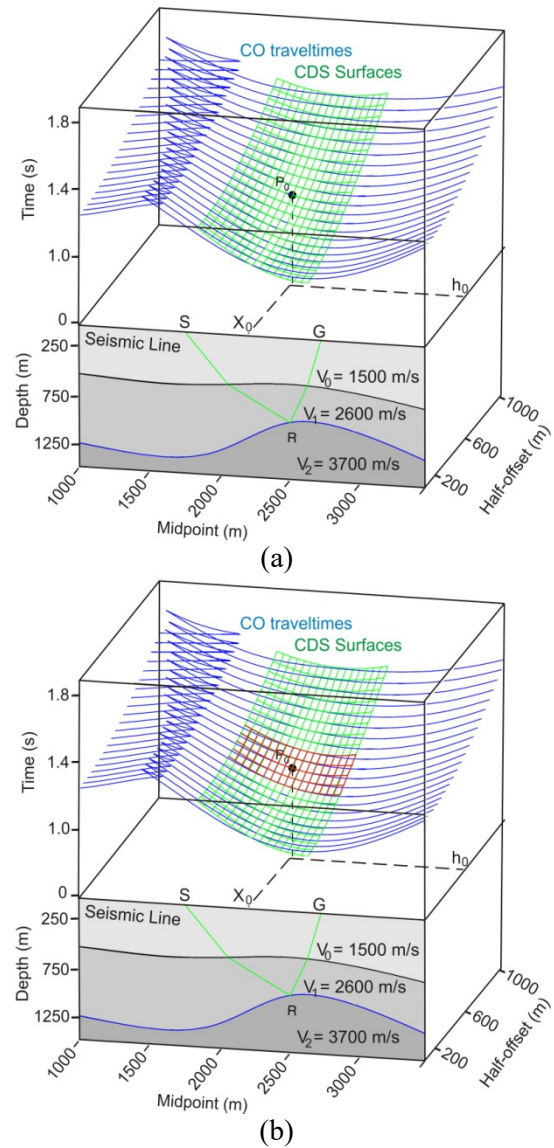 CO traveltimes
CDS Surfaces
1.8
1.4
1.0
0
Time (s)
P₀
h₀
S
X₀
G
Seismic Line
250
750
1250
Depth (m)
V₀ = 1500 m/s
V₁ = 2600 m/s
R
V₂ = 3700 m/s
1000
1500
2000
2500
3000
Midpoint (m)
200
600
1000
Half-offset (m)
(a)
CO traveltimes
CDS Surfaces
1.8
1.4
1.0
0
Time (s)
P₀
h₀
S
X₀
G
Seismic Line
250
750
1250
Depth (m)
V₀ = 1500 m/s
V₁ = 2600 m/s
R
V₂ = 3700 m/s
1000
1500
2000
2500
3000
Midpoint (m)
200
600
1000
Half-offset (m)
(b)